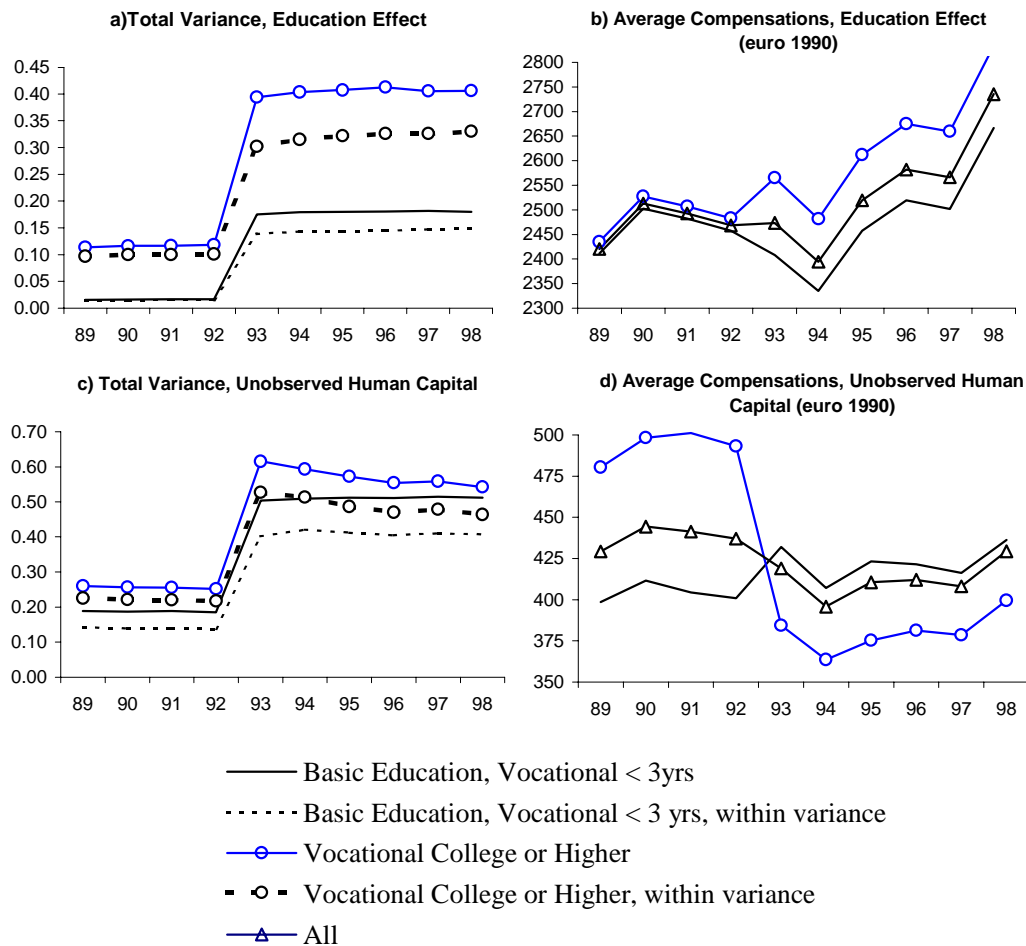 a)Total Variance, Education Effect
0.45
0.40
0.35
0.30
0.25
0.20
0.15
0.10
0.05
0.00
89 90 91 92 93 94 95 96 97 98
b) Average Compensations, Education Effect
(euro 1990)
2800
2750
2700
2650
2600
2550
2500
2450
2400
2350
2300
89 90 91 92 93 94 95 96 97 98
c) Total Variance, Unobserved Human Capital
0.70
0.60
0.50
0.40
0.30
0.20
0.10
0.00
89 90 91 92 93 94 95 96 97 98
d) Average Compensations, Unobserved Human
Capital (euro 1990)
500
475
450
425
400
375
350
89 90 91 92 93 94 95 96 97 98
Basic Education, Vocational < 3yrs
Basic Education, Vocational < 3 yrs, within variance
Vocational College or Higher
Vocational College or Higher, within variance
All